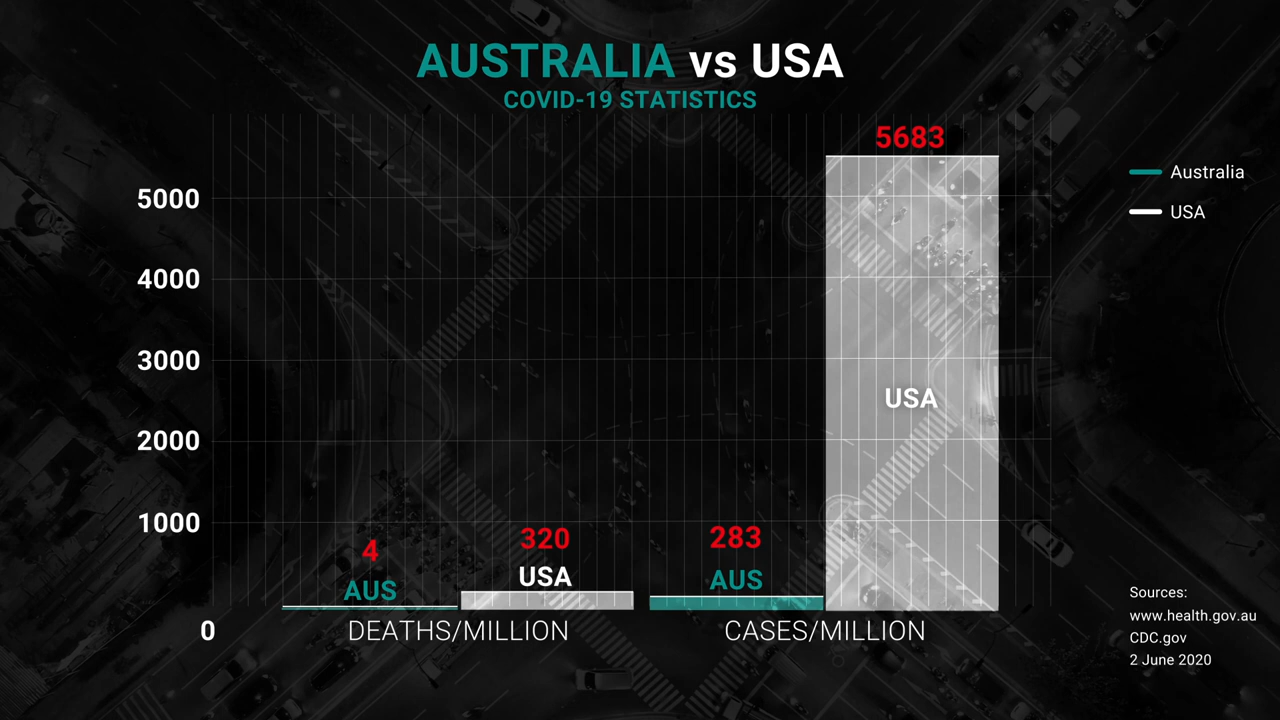 AUSTRALIA vs USA
COVID-19 STATISTICS
5683
Australia
USA
5000
4000
3000
2000
1000
0
USA
4
AUS
320
USA
283
AUS
DEATHS/MILLION
CASES/MILLION
Sources:
www.health.gov.au
CDC.gov
2 June 2020